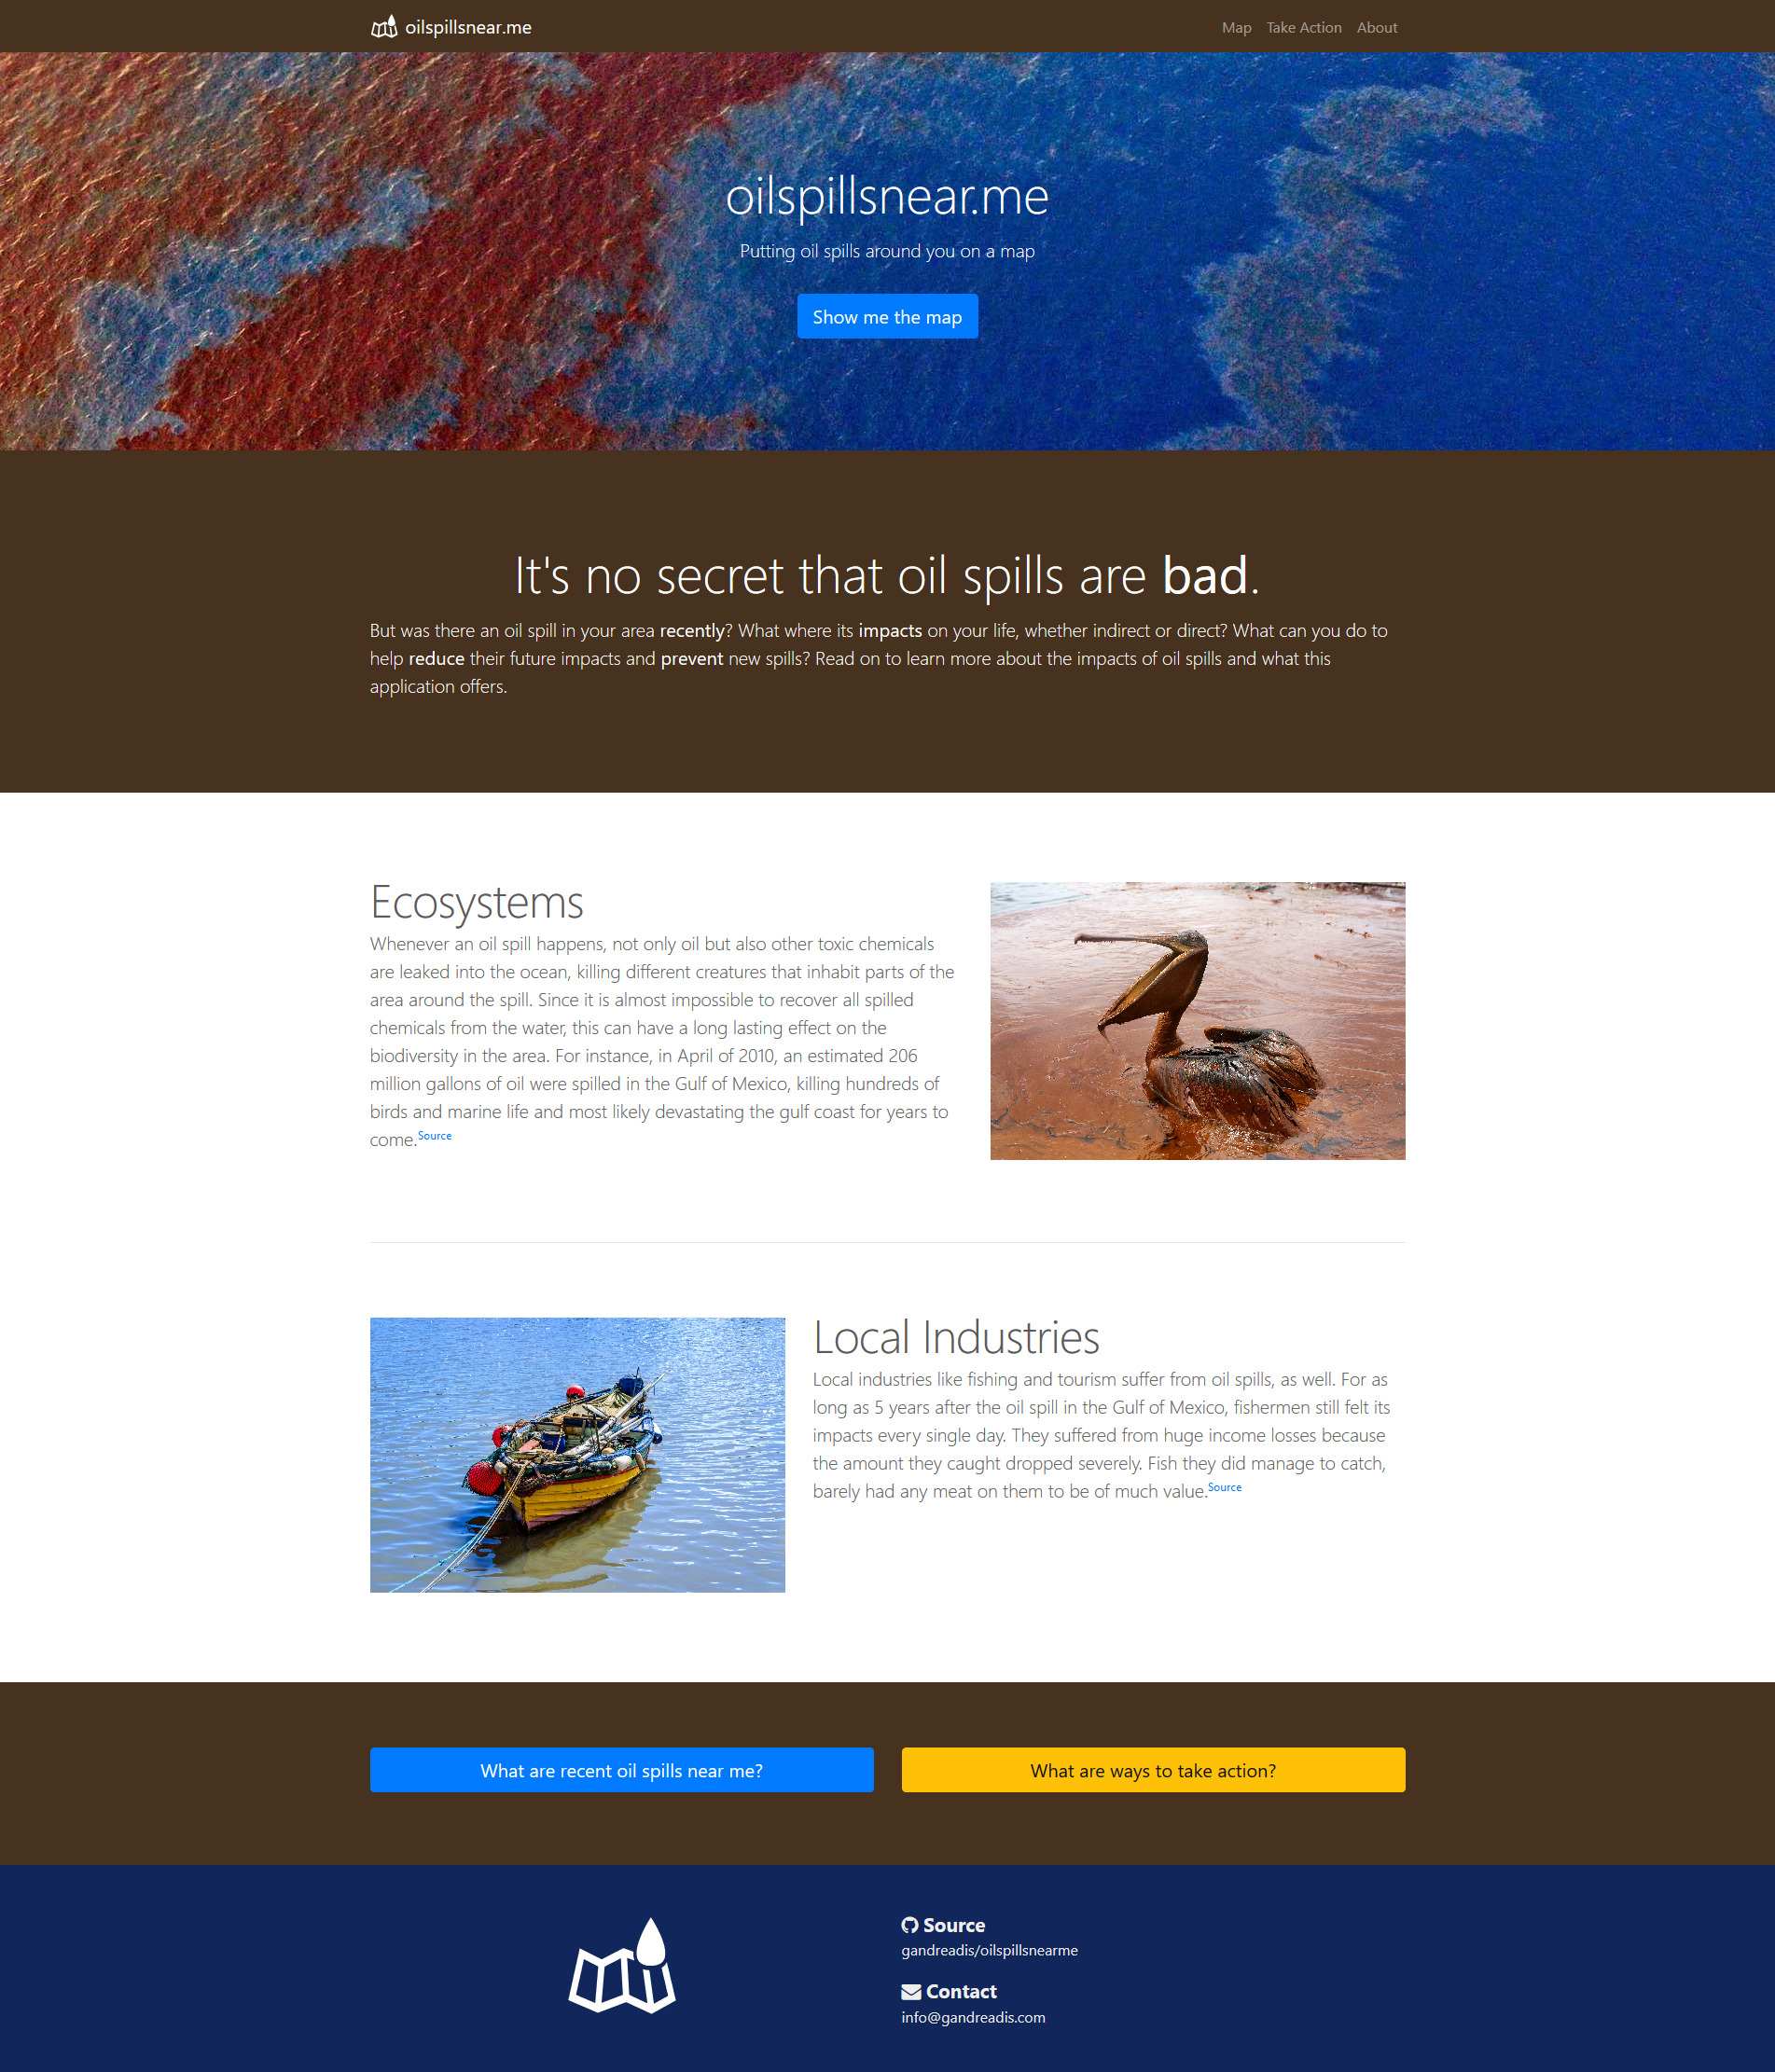 oilspillsnear.me
Map Take Action About
oilspillsnear.me
Putting oil spills around you on a map
Show me the map
It's no secret that oil spills are bad.
But was there an oil spill in your area recently? What where its impacts on your life, whether indirect or direct? What can you do to
help reduce their future impacts and prevent new spills? Read on to learn more about the impacts of oil spills and what this
application offers.
Ecosystems
Whenever an oil spill happens, not only oil but also other toxic chemicals
are leaked into the ocean, killing different creatures that inhabit parts of the
area around the spill. Since it is almost impossible to recover all spilled
chemicals from the water, this can have a long lasting effect on the
biodiversity in the area. For instance, in April of 2010, an estimated 206
million gallons of oil were spilled in the Gulf of Mexico, killing hundreds of
birds and marine life and most likely devastating the gulf coast for years to
come.Source
Local Industries
Local industries like fishing and tourism suffer from oil spills, as well. For as
long as 5 years after the oil spill in the Gulf of Mexico, fishermen still felt its
impacts every single day. They suffered from huge income losses because
the amount they caught dropped severely. Fish they did manage to catch,
barely had any meat on them to be of much value.Source
What are recent oil spills near me?
What are ways to take action?
Source
gandreadis/oilspillsnearme
Contact
info@gandreadis.com